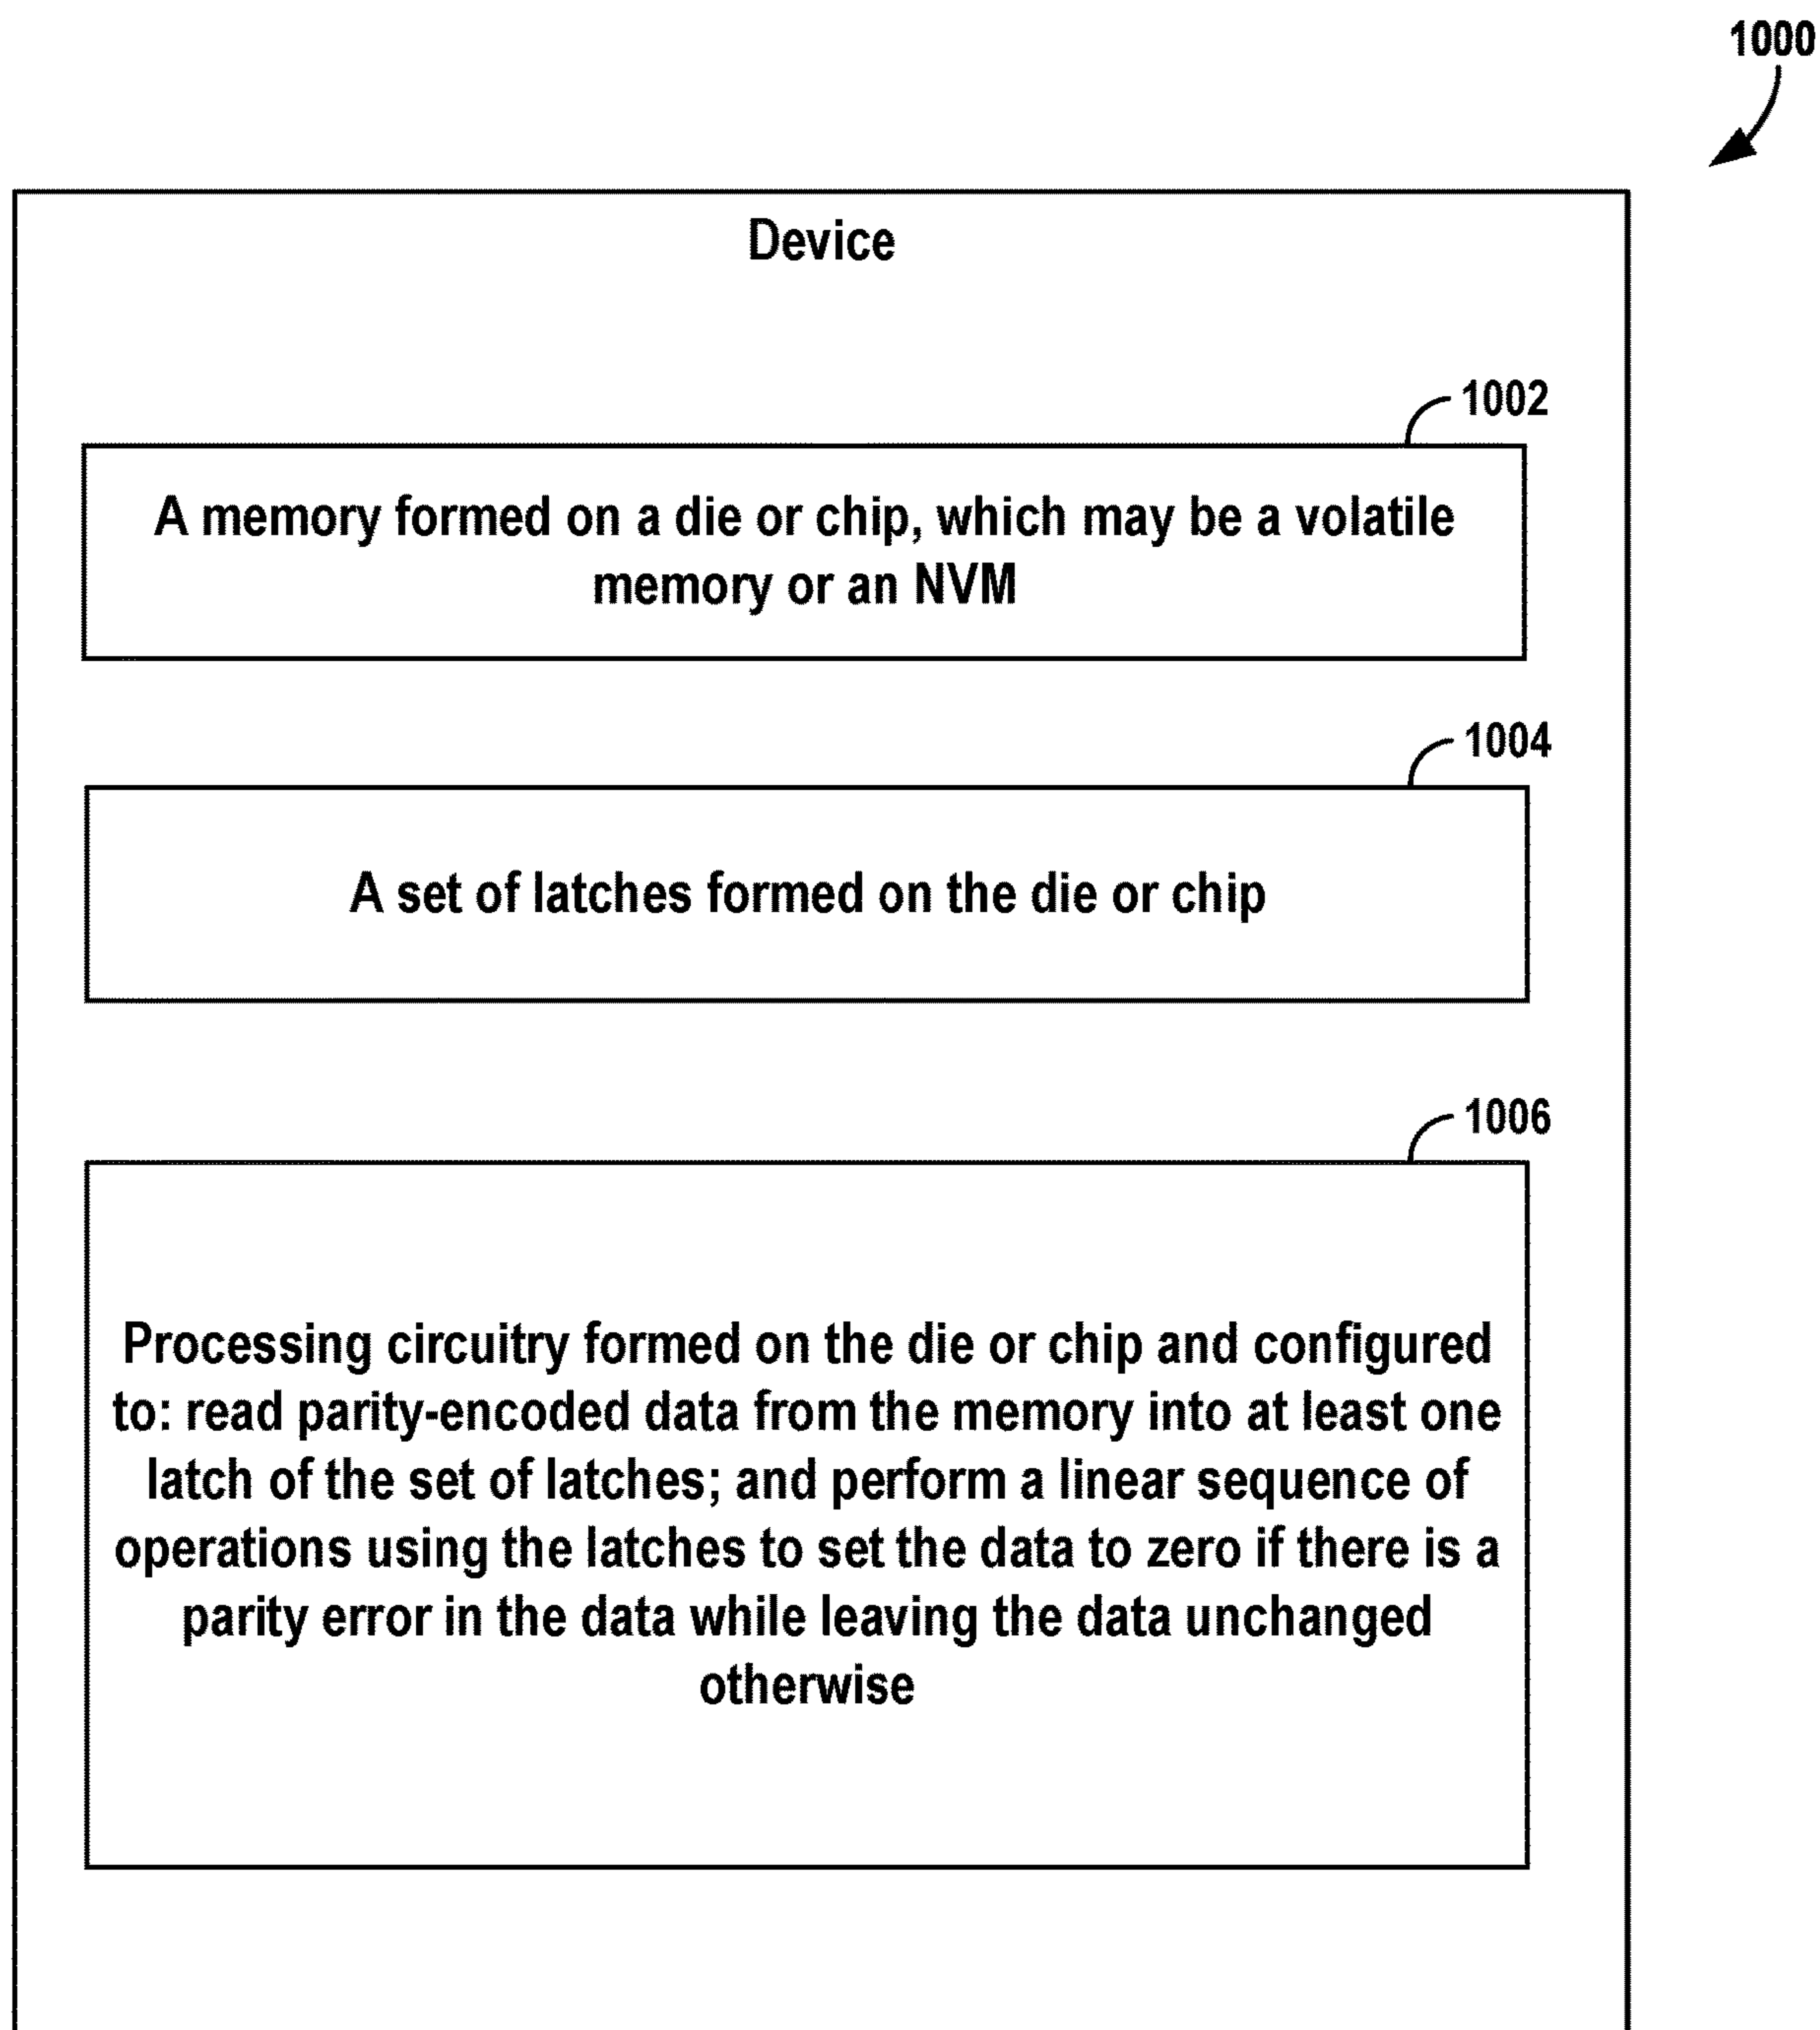 1000
Device
1002
A memory formed on a die or chip, which may be a volatile
memory or an NVM
1004
A set of latches formed on the die or chip
1006
Processing circuitry formed on the die or chip and configured
to: read parity-encoded data from the memory into at least one
latch of the set of latches; and perform a linear sequence of
operations using the latches to set the data to zero if there is a
parity error in the data while leaving the data unchanged
otherwise